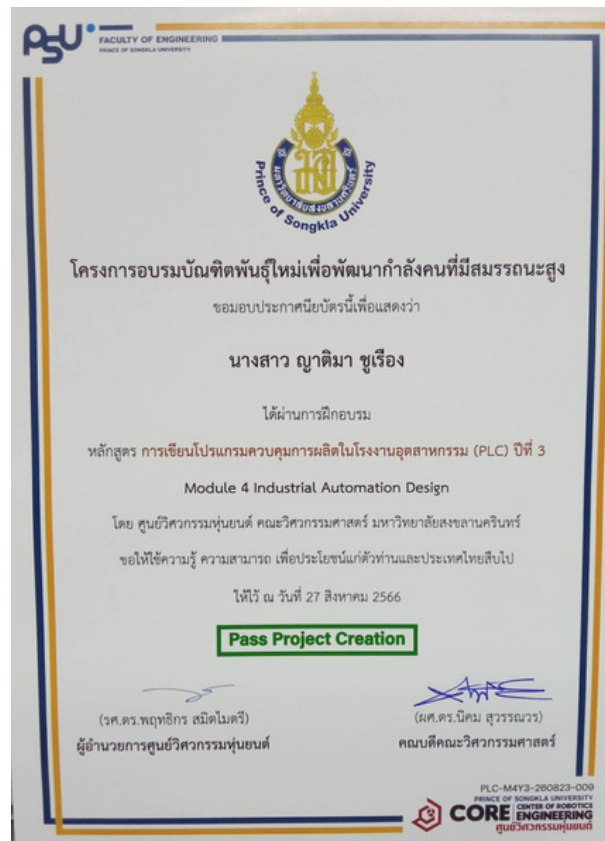 PSU FACULTY OF ENGINEERING
PRINCE OF SONGKLA UNIVERSITY
มหาวิทยาลัยสงขลานครินทร์
Prince of Songkla University
โครงการอบรมบัณฑิตพันธุ์ใหม่เพื่อพัฒนากำลังคนที่มีสมรรถนะสูง
ขอมอบประกาศนียบัตรนี้เพื่อแสดงว่า
นางสาว ญาติมา ชูเรือง
ได้ผ่านการฝึกอบรม
หลักสูตร การเขียนโปรแกรมควบคุมการผลิตในโรงงานอุตสาหกรรม (PLC) ปีที่ 3
Module 4 Industrial Automation Design
โดย ศูนย์วิศวกรรมหุ่นยนต์ คณะวิศวกรรมศาสตร์ มหาวิทยาลัยสงขลานครินทร์
ขอให้ใช้ความรู้ ความสามารถ เพื่อประโยชน์แก่ตัวท่านและประเทศไทยสืบไป
ให้ไว้ ณ วันที่ 27 สิงหาคม 2566
Pass Project Creation
(รศ.ดร.พฤทธิกร สมิตไมตรี)
ผู้อำนวยการศูนย์วิศวกรรมหุ่นยนต์
(ผศ.ดร.นิคม สุวรรณวร)
คณบดีคณะวิศวกรรมศาสตร์
PLC-M4Y3-260823-009
PRINCE OF SONGKLA UNIVERSITY
CORE CENTER OF ROBOTICS
ENGINEERING
ศูนย์วิศวกรรมหุ่นยนต์